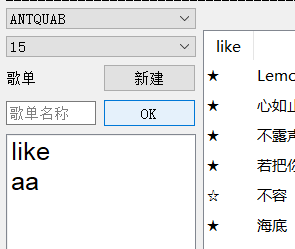 ANTQUAB
15
歌单 新建
歌单名称 OK
like
aa
like
★ Lemo
★ 心如止
★ 不露声
★ 若把你
☆ 不容
★ 海底